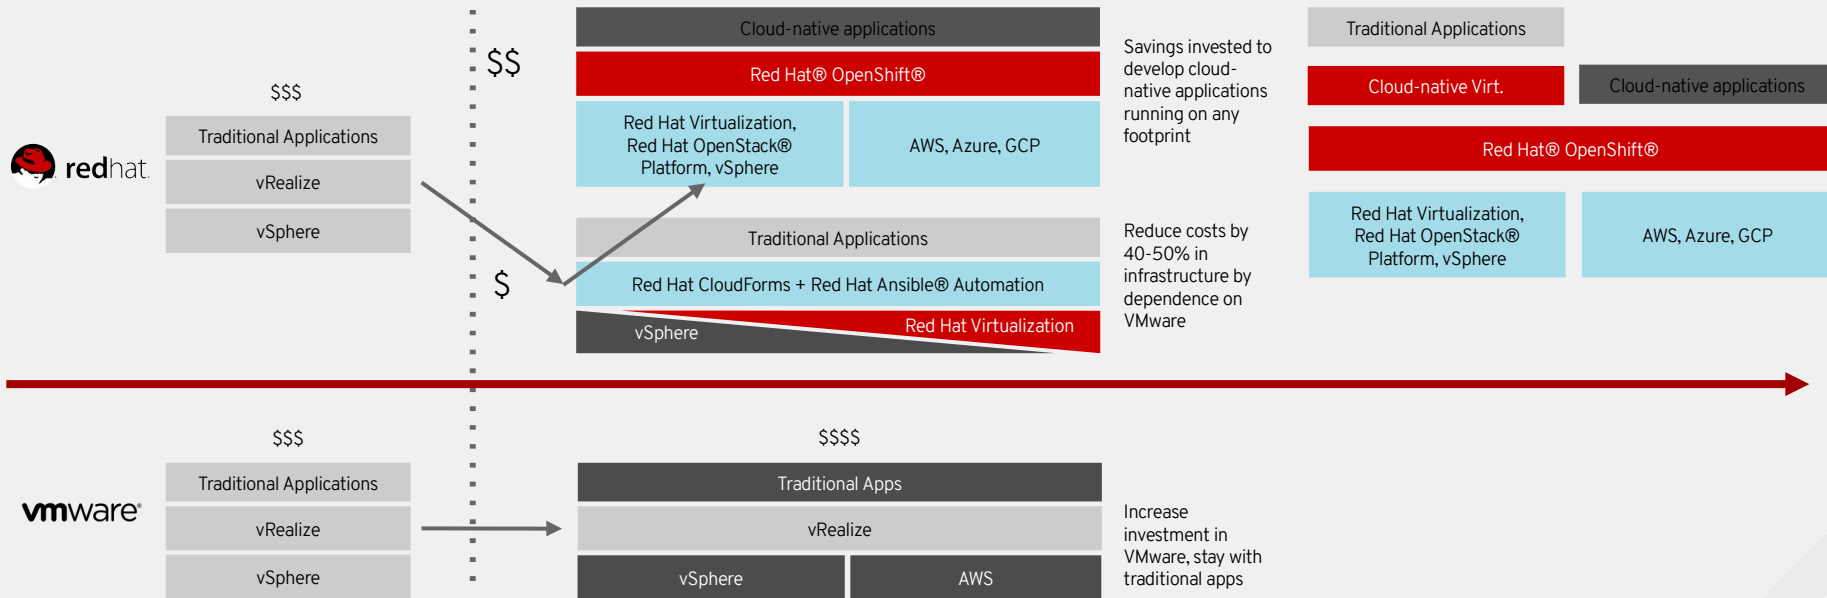 redhat.
$$$
Traditional Applications
vRealize
vSphere
$$
Cloud-native applications
Red Hat® OpenShift®
Red Hat Virtualization,
Red Hat OpenStack®
Platform, vSphere
AWS, Azure, GCP
Savings invested to
develop cloud-
native applications
running on any
footprint
$
Traditional Applications
Red Hat CloudForms + Red Hat Ansible® Automation
vSphere
Red Hat Virtualization
Reduce costs by
40-50% in
infrastructure by
dependence on
VMware
Traditional Applications
Cloud-native Virt.
Cloud-native applications
Red Hat® OpenShift®
Red Hat Virtualization,
Red Hat OpenStack®
Platform, vSphere
AWS, Azure, GCP
vmware®
$$$
Traditional Applications
vRealize
vSphere
$$$$
Traditional Apps
vRealize
vSphere
AWS
Increase
investment in
VMware, stay with
traditional apps